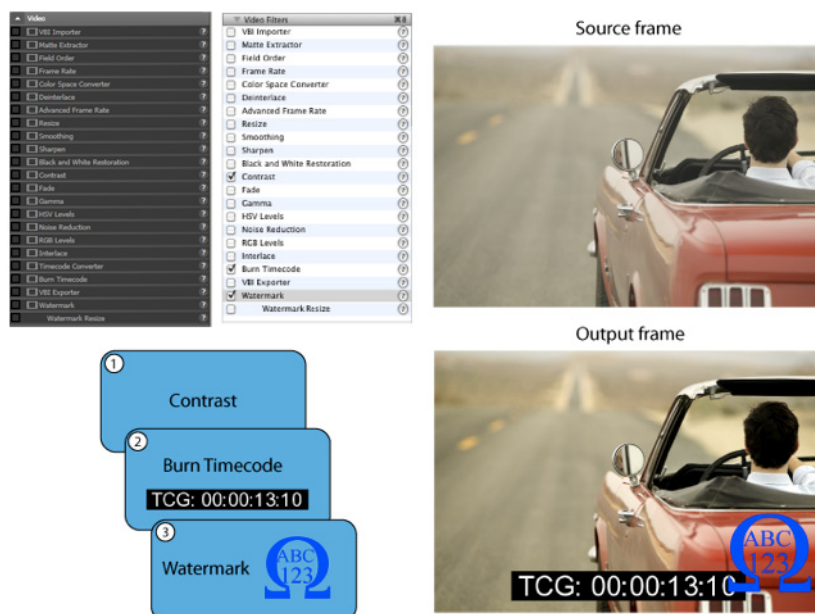 Video
VBI Importer
Matte Extractor
Field Order
Frame Rate
Color Space Converter
Deinterlace
Advanced Frame Rate
Resize
Smoothing
Sharpen
Black and White Restoration
Contrast
Fade
Gamma
HSV Levels
Noise Reduction
RGB Levels
Interlace
Timecode Converter
Burn Timecode
VBI Exporter
Watermark
Watermark Resize
Video Filters ⌘8
VBI Importer
Matte Extractor
Field Order
Frame Rate
Color Space Converter
Deinterlace
Advanced Frame Rate
Resize
Smoothing
Sharpen
Black and White Restoration
Contrast
Fade
Gamma
HSV Levels
Noise Reduction
RGB Levels
Interlace
Burn Timecode
VBI Exporter
Watermark
Watermark Resize
Source frame
1
Contrast
2
Burn Timecode
TCG: 00:00:13:10
3
Watermark
ABC
123
Output frame
ABC
123
TCG: 00:00:13:10